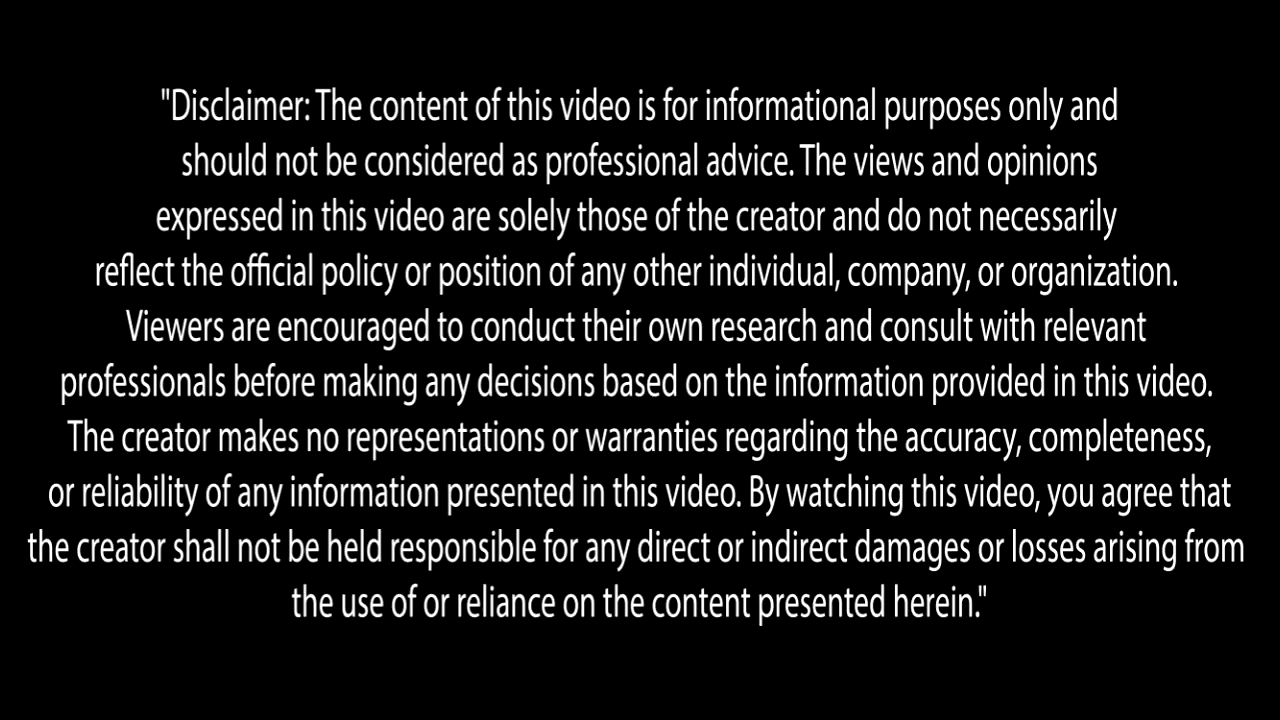 "Disclaimer: The content of this video is for informational purposes only and
should not be considered as professional advice. The views and opinions
expressed in this video are solely those of the creator and do not necessarily
reflect the official policy or position of any other individual, company, or organization.
Viewers are encouraged to conduct their own research and consult with relevant
professionals before making any decisions based on the information provided in this video.
The creator makes no representations or warranties regarding the accuracy, completeness,
or reliability of any information presented in this video. By watching this video, you agree that
the creator shall not be held responsible for any direct or indirect damages or losses arising from
the use of or reliance on the content presented herein."